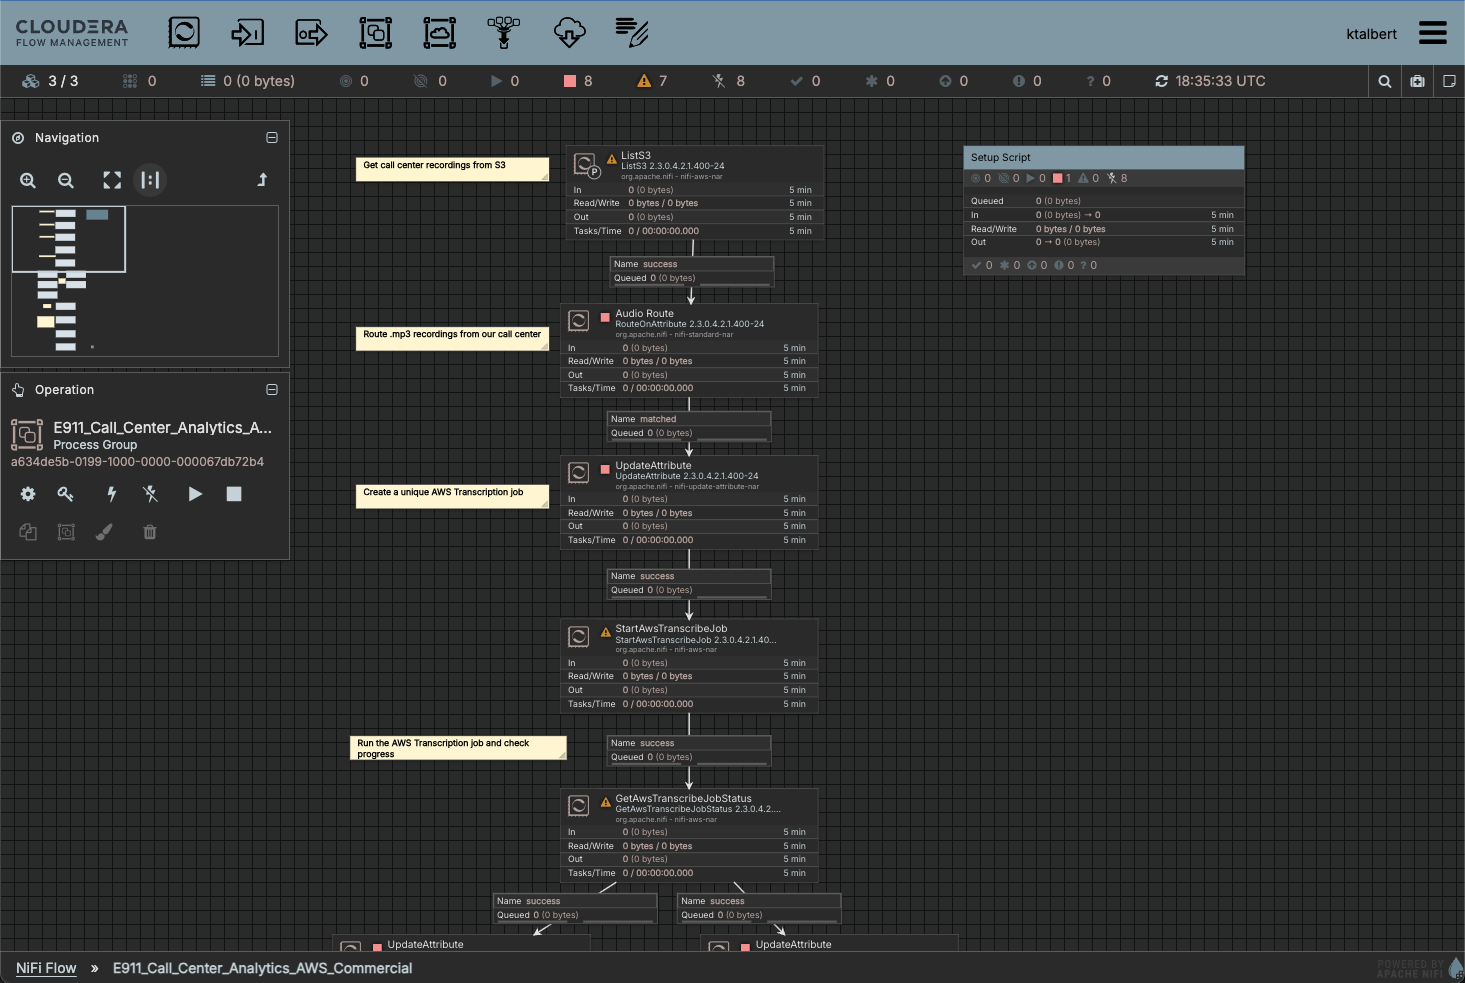 CLOUDERA
FLOW MANAGEMENT
ktalbert
3 / 3
0
0 (0 bytes)
0
0
0
8
7
8
0
0
0
0
? 0
18:35:33 UTC
Navigation
Operation
E911_Call_Center_Analytics_A...
Process Group
a634de5b-0199-1000-0000-000067db72b4
Get call center recordings from S3
ListS3
ListS3 2.3.0.4.2.1.400-24
org.apache.nifi - nifi-aws-nar
P
In 0 (0 bytes) 5 min
Read/Write 0 bytes / 0 bytes 5 min
Out 0 (0 bytes) 5 min
Tasks/Time 0 / 00:00:00.000 5 min
Name success
Queued 0 (0 bytes)
Route .mp3 recordings from our call center
Audio Route
RouteOnAttribute 2.3.0.4.2.1.400-24
org.apache.nifi - nifi-standard-nar
In 0 (0 bytes) 5 min
Read/Write 0 bytes / 0 bytes 5 min
Out 0 (0 bytes) 5 min
Tasks/Time 0 / 00:00:00.000 5 min
Name matched
Queued 0 (0 bytes)
Create a unique AWS Transcription job
UpdateAttribute
UpdateAttribute 2.3.0.4.2.1.400-24
org.apache.nifi - nifi-update-attribute-nar
In 0 (0 bytes) 5 min
Read/Write 0 bytes / 0 bytes 5 min
Out 0 (0 bytes) 5 min
Tasks/Time 0 / 00:00:00.000 5 min
Name success
Queued 0 (0 bytes)
StartAwsTranscribeJob
StartAwsTranscribeJob 2.3.0.4.2.1.40...
org.apache.nifi - nifi-aws-nar
In 0 (0 bytes) 5 min
Read/Write 0 bytes / 0 bytes 5 min
Out 0 (0 bytes) 5 min
Tasks/Time 0 / 00:00:00.000 5 min
Run the AWS Transcription job and check
progress
Name success
Queued 0 (0 bytes)
GetAwsTranscribeJobStatus
GetAwsTranscribeJobStatus 2.3.0.4.2....
org.apache.nifi - nifi-aws-nar
In 0 (0 bytes) 5 min
Read/Write 0 bytes / 0 bytes 5 min
Out 0 (0 bytes) 5 min
Tasks/Time 0 / 00:00:00.000 5 min
Name success
Queued 0 (0 bytes)
Name success
Queued 0 (0 bytes)
UpdateAttribute
UpdateAttribute
Setup Script
0 0 0 1 0 8
Queued 0 (0 bytes)
In 0 (0 bytes) → 0 5 min
Read/Write 0 bytes / 0 bytes 5 min
Out 0 → 0 (0 bytes) 5 min
0 0 0 0 ? 0
NiFi Flow » E911_Call_Center_Analytics_AWS_Commercial
POWERED BY
APACHE NIFI